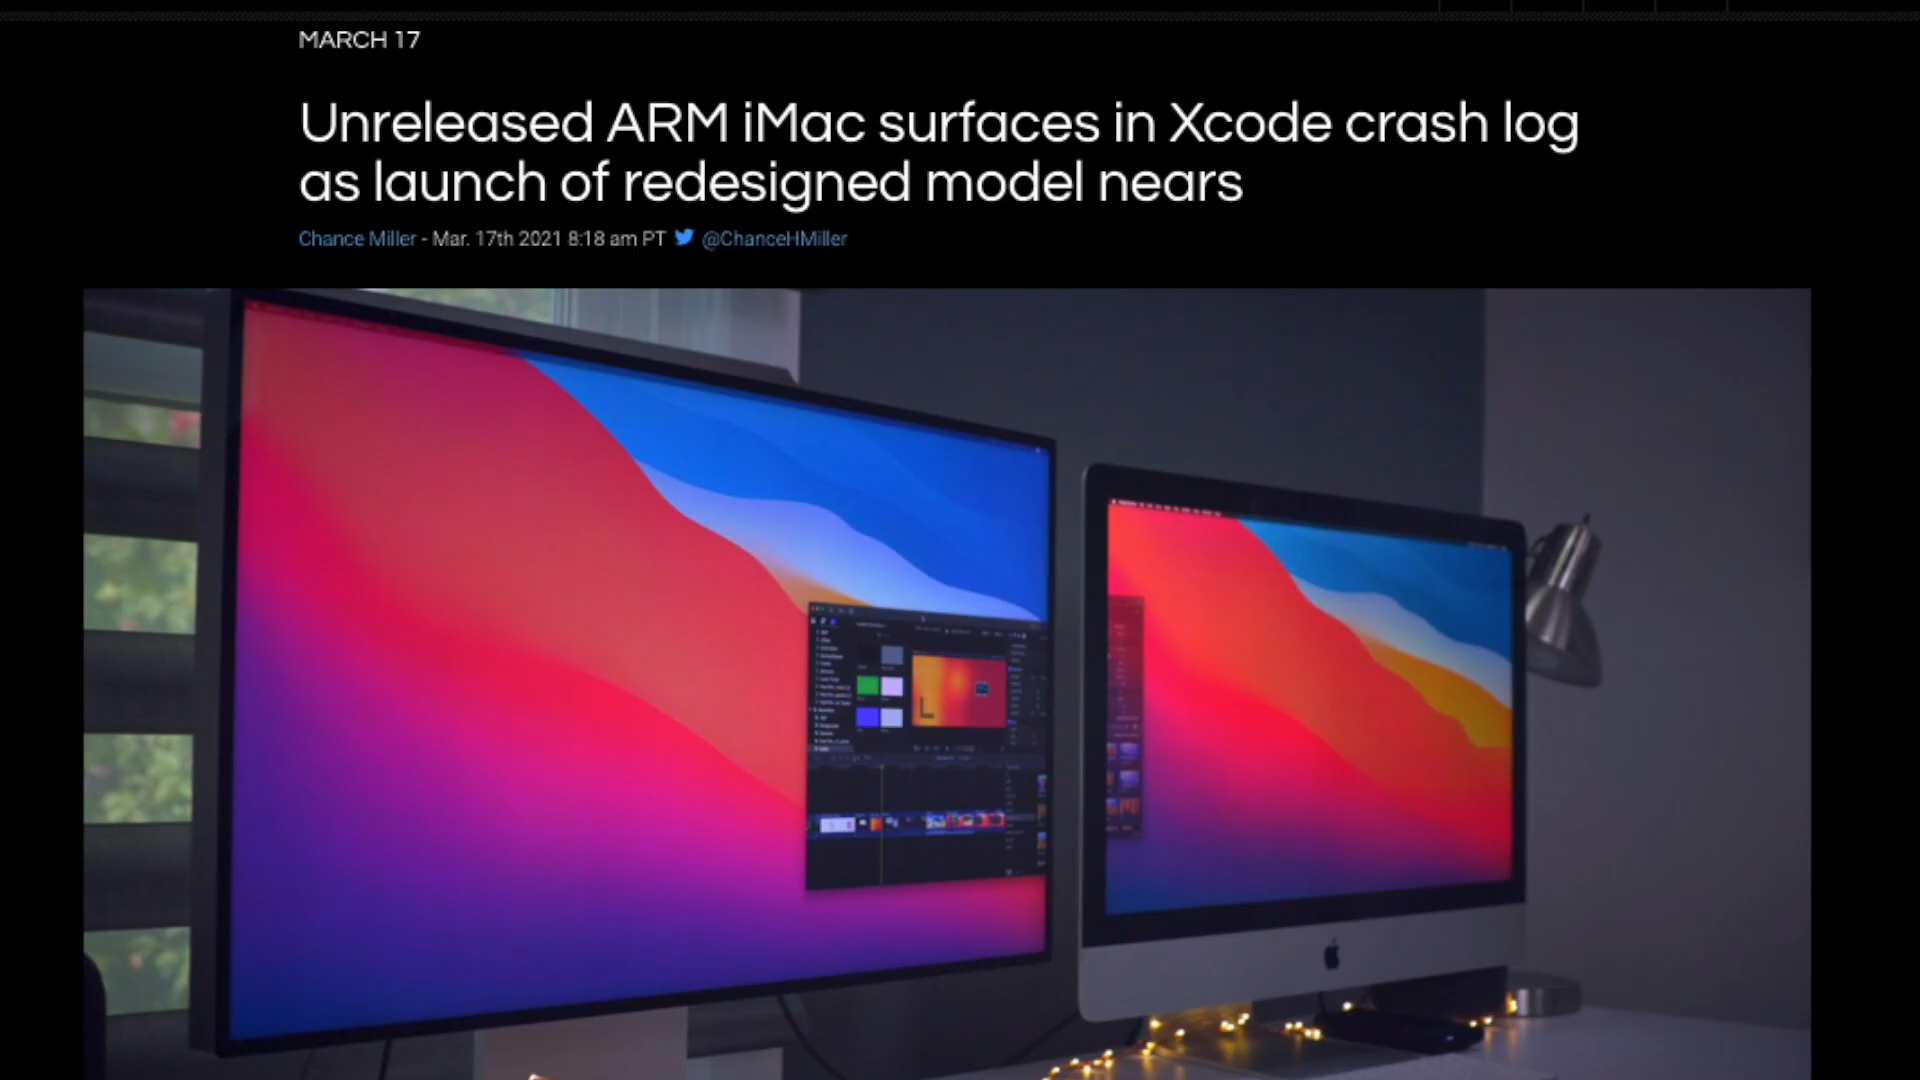 MARCH 17
Unreleased ARM iMac surfaces in Xcode crash log
as launch of redesigned model nears
Chance Miller - Mar. 17th 2021 8:18 am PT @ChanceHMiller